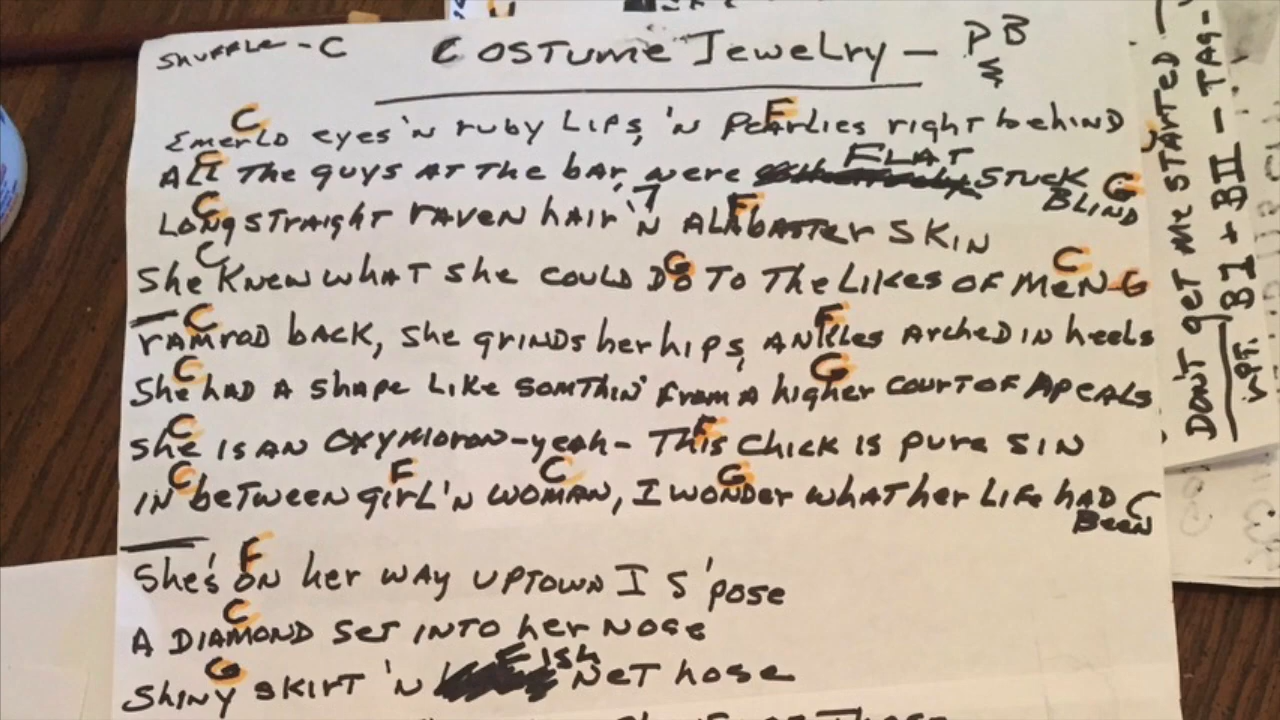 SHUFFLE - C COSTUME JEWELRY - PB
C F
EmerLD eyes 'N ruby LIPS, 'N PeArlies right behIND
C FLAT
ALL The guys AT The bar, were STUCK BLIND G
C F
LONg STrAIghT rAVEN hAIr 'N ALAbASTer SKIN
C G C
She KNew whAT she COULD DO TO The LIKes OF MeN-G
C F
rAMrOD bAcK, She grINDS her hips, ANkles Arched IN heels
C G
She hAD A shApe LIKE SOMThIN' From A higher COURT OF APeALS
C F
She IS AN OXyMOrON-yeah- This ChICK IS pure SIN
C F C G
IN beTweeN gIrL 'N WOMAN, I WONDer whAT her LIFe hAD BeeN C
F
She's ON her WAY UPTOWN I S'pose
C
A DIAMOND SeT INTO her NOSe
G FISh
ShINY SKIRT 'N NeT hose
DON'T geT Me STArTeD -
BI + BII - TAG -